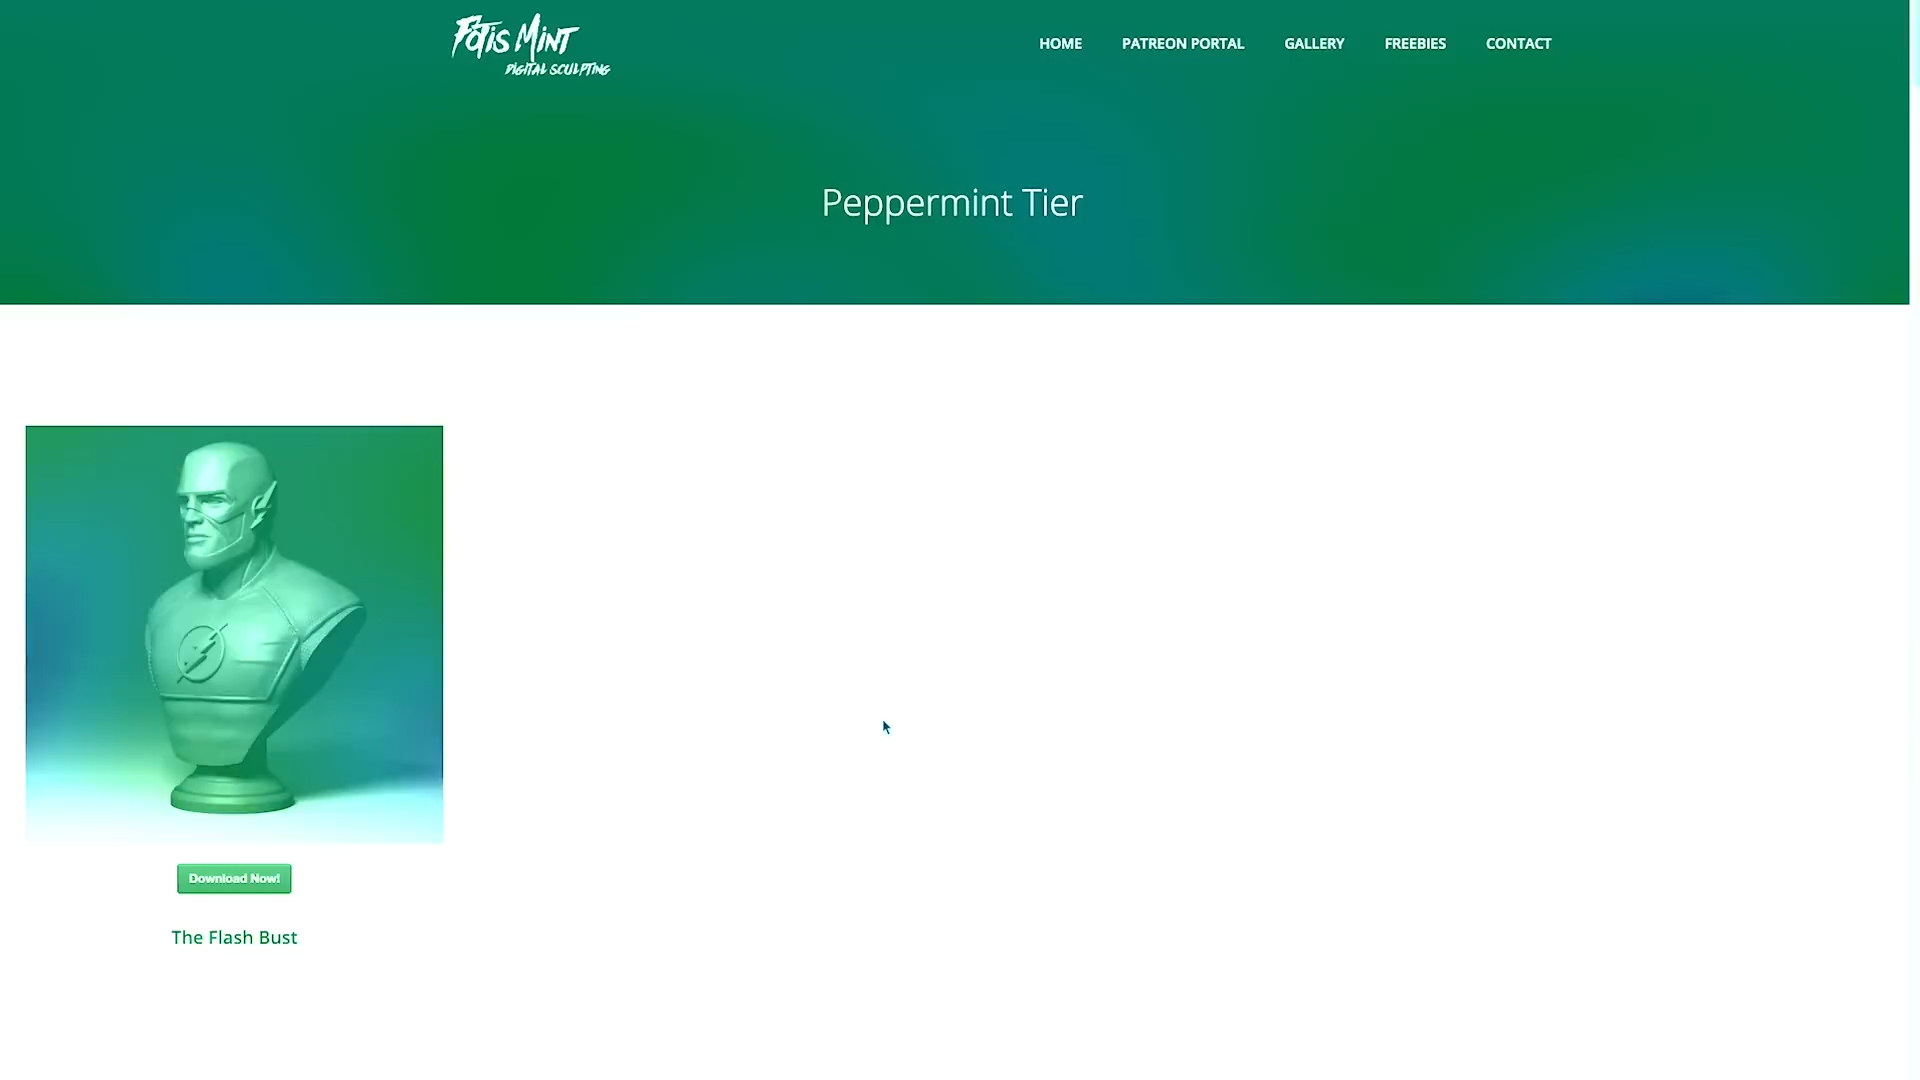 Fotis Mint
Digital Sculpting
HOME
PATREON PORTAL
GALLERY
FREEBIES
CONTACT
Peppermint Tier
Download Now!
The Flash Bust